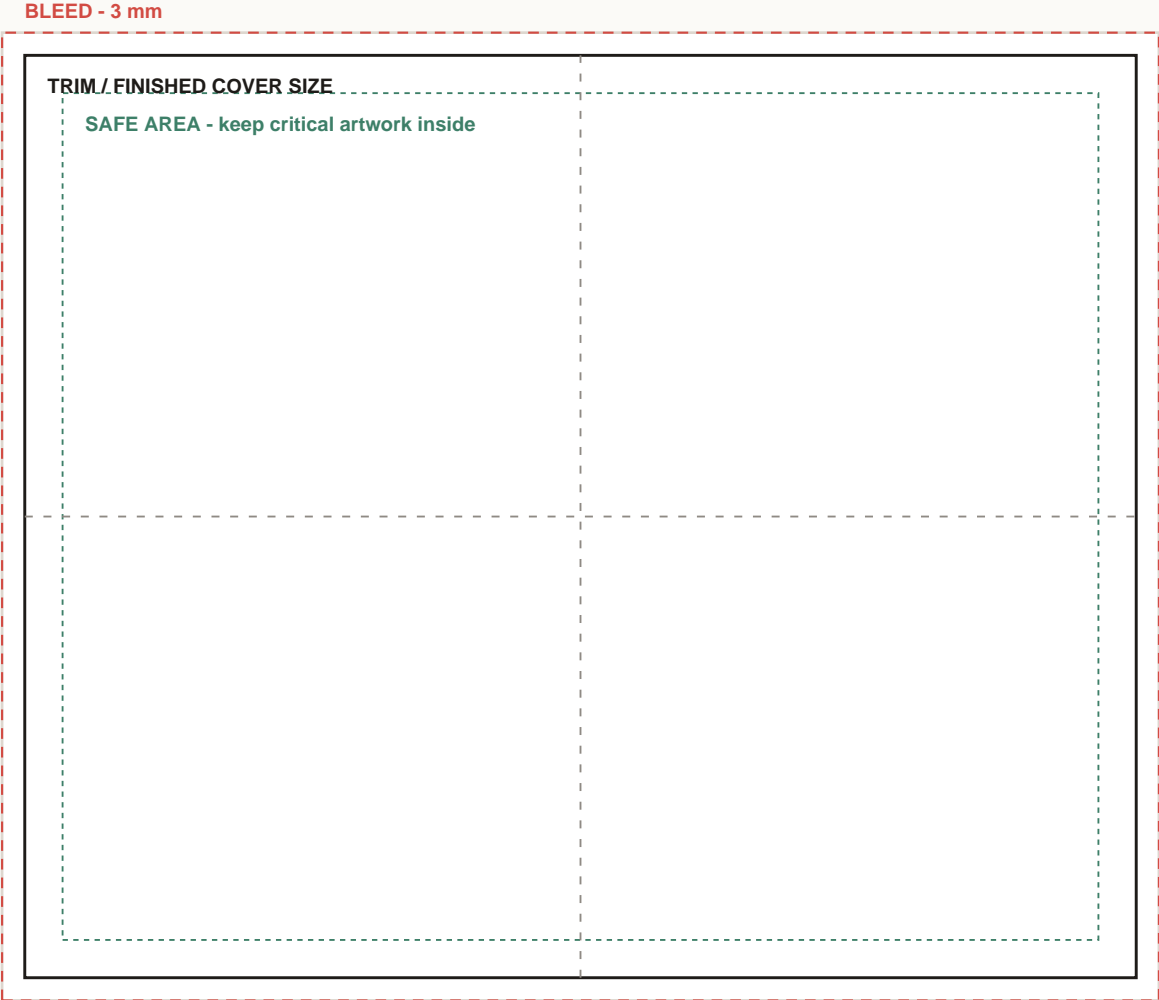 BLEED - 3 mm
TRIM / FINISHED COVER SIZE
SAFE AREA - keep critical artwork inside